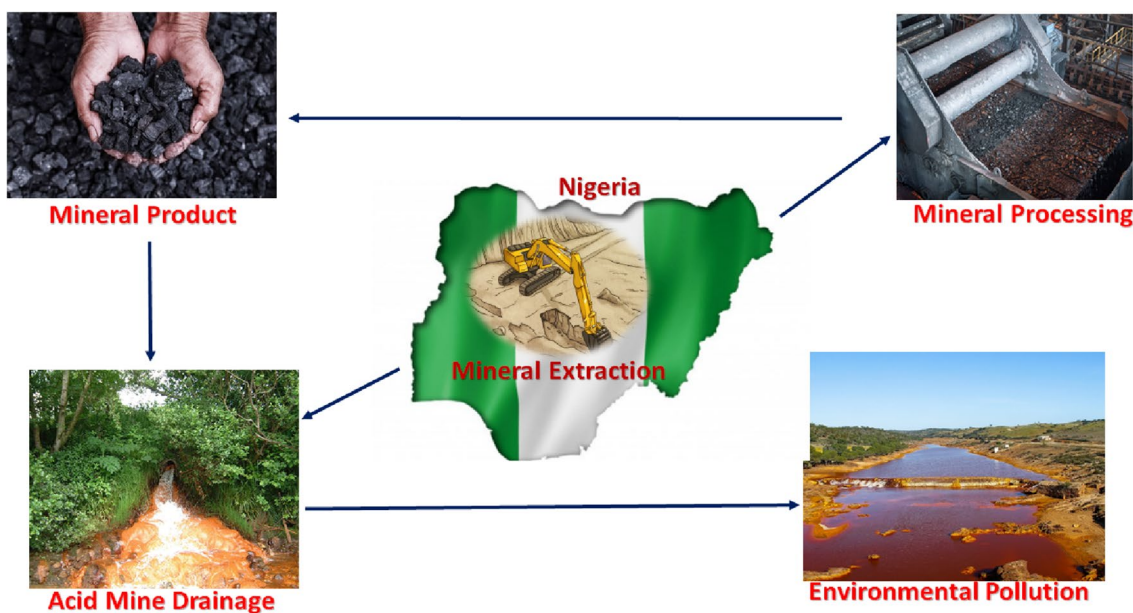 Nigeria
Mineral Product
Mineral Processing
Mineral Extraction
Acid Mine Drainage
Environmental Pollution